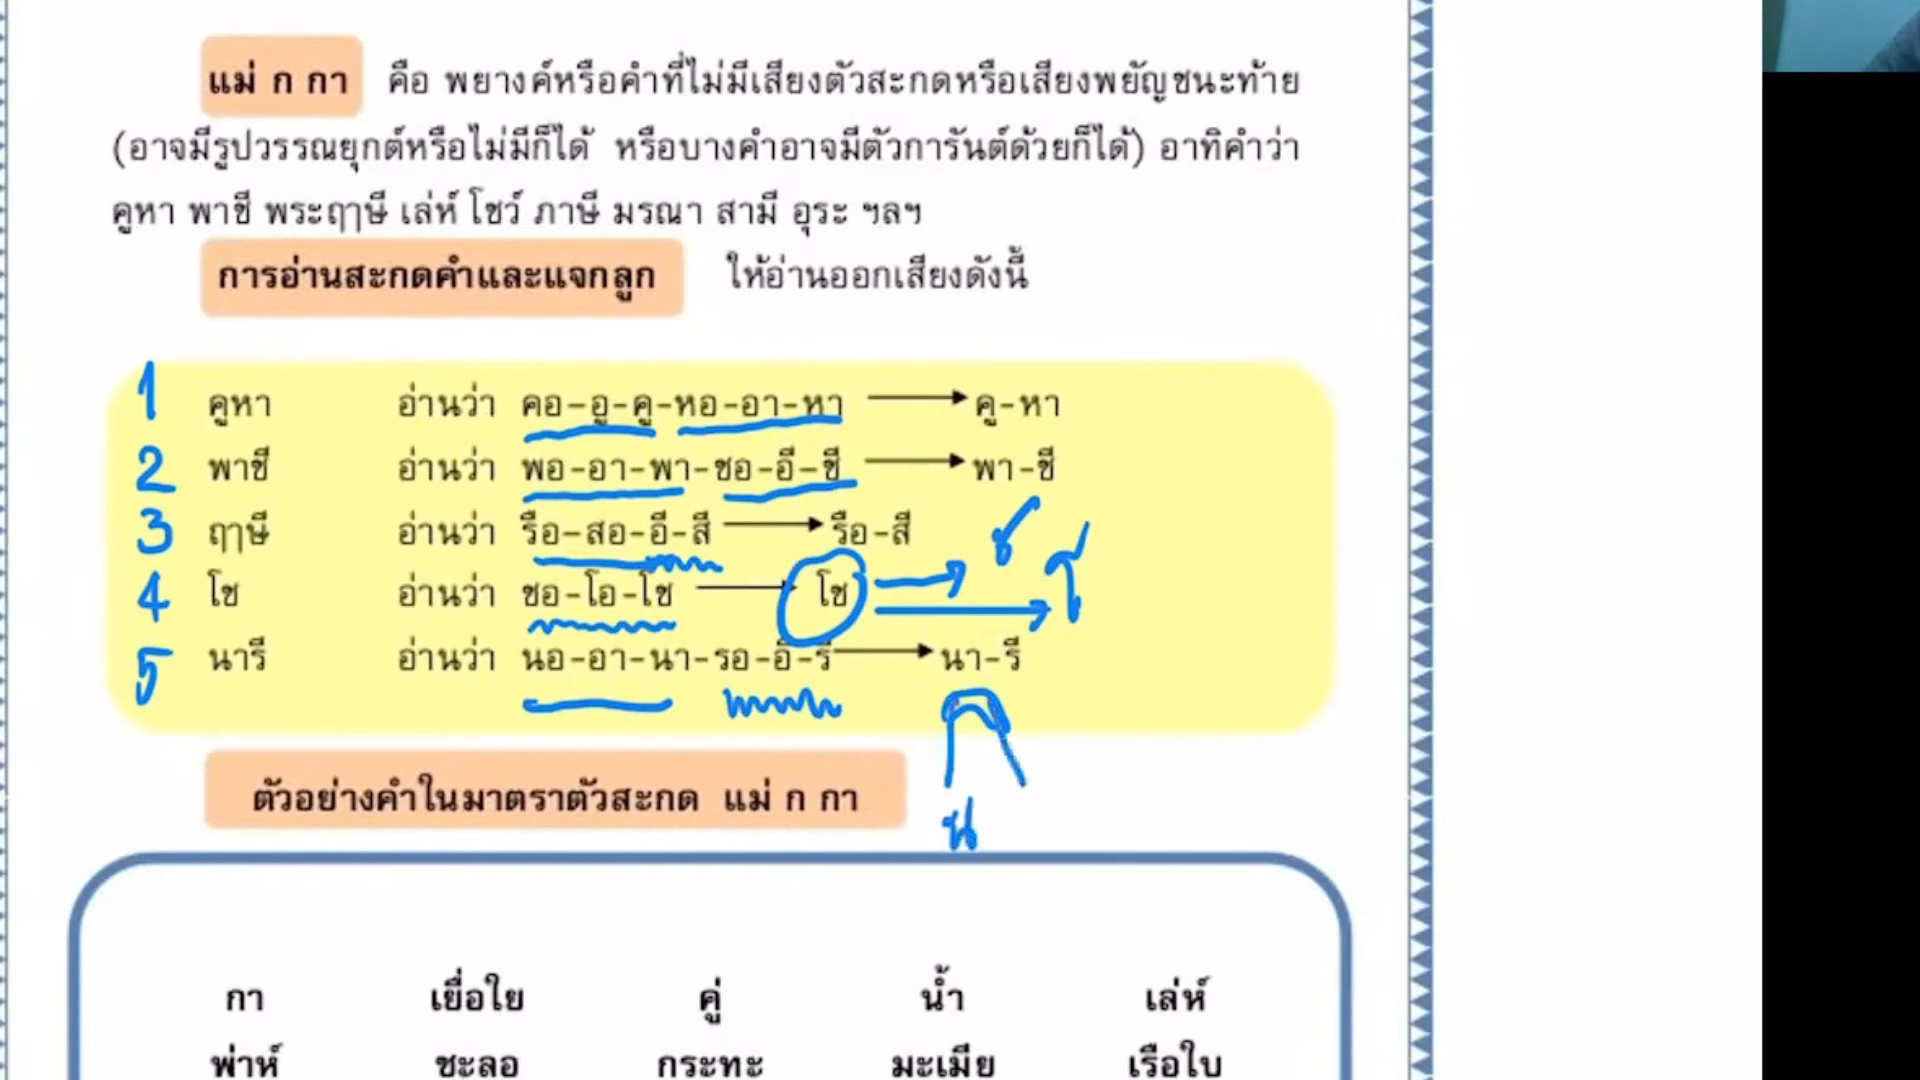 แม่ ก กา คือ พยางค์หรือคำที่ไม่มีเสียงตัวสะกดหรือเสียงพยัญชนะท้าย
(อาจมีรูปวรรณยุกต์หรือไม่มีก็ได้ หรือบางคำอาจมีตัวการันต์ด้วยก็ได้) อาทิคำว่า
คูหา พาชี พระฤๅษี เล่ห์ โชว์ ภาษี มรณา สามี อุระ ฯลฯ
การอ่านสะกดคำและแจกลูก ให้อ่านออกเสียงดังนี้
1 คูหา อ่านว่า คอ-อู-คู-หอ-อา-หา คู-หา
2 พาชี อ่านว่า พอ-อา-พา-ชอ-อี-ชี พา-ชี
3 ฤๅษี อ่านว่า รือ-สอ-อี-สี รือ-สี ช
4 โช อ่านว่า ชอ-โอ-โช โช โ
5 นารี อ่านว่า นอ-อา-นา-รอ-อี-รี นา-รี
น
ตัวอย่างคำในมาตราตัวสะกด แม่ ก กา
กา เยื่อใย คู่ น้ำ เล่ห์
พ่าห์ ชะลอ กระทะ มะเมีย เรือใบ